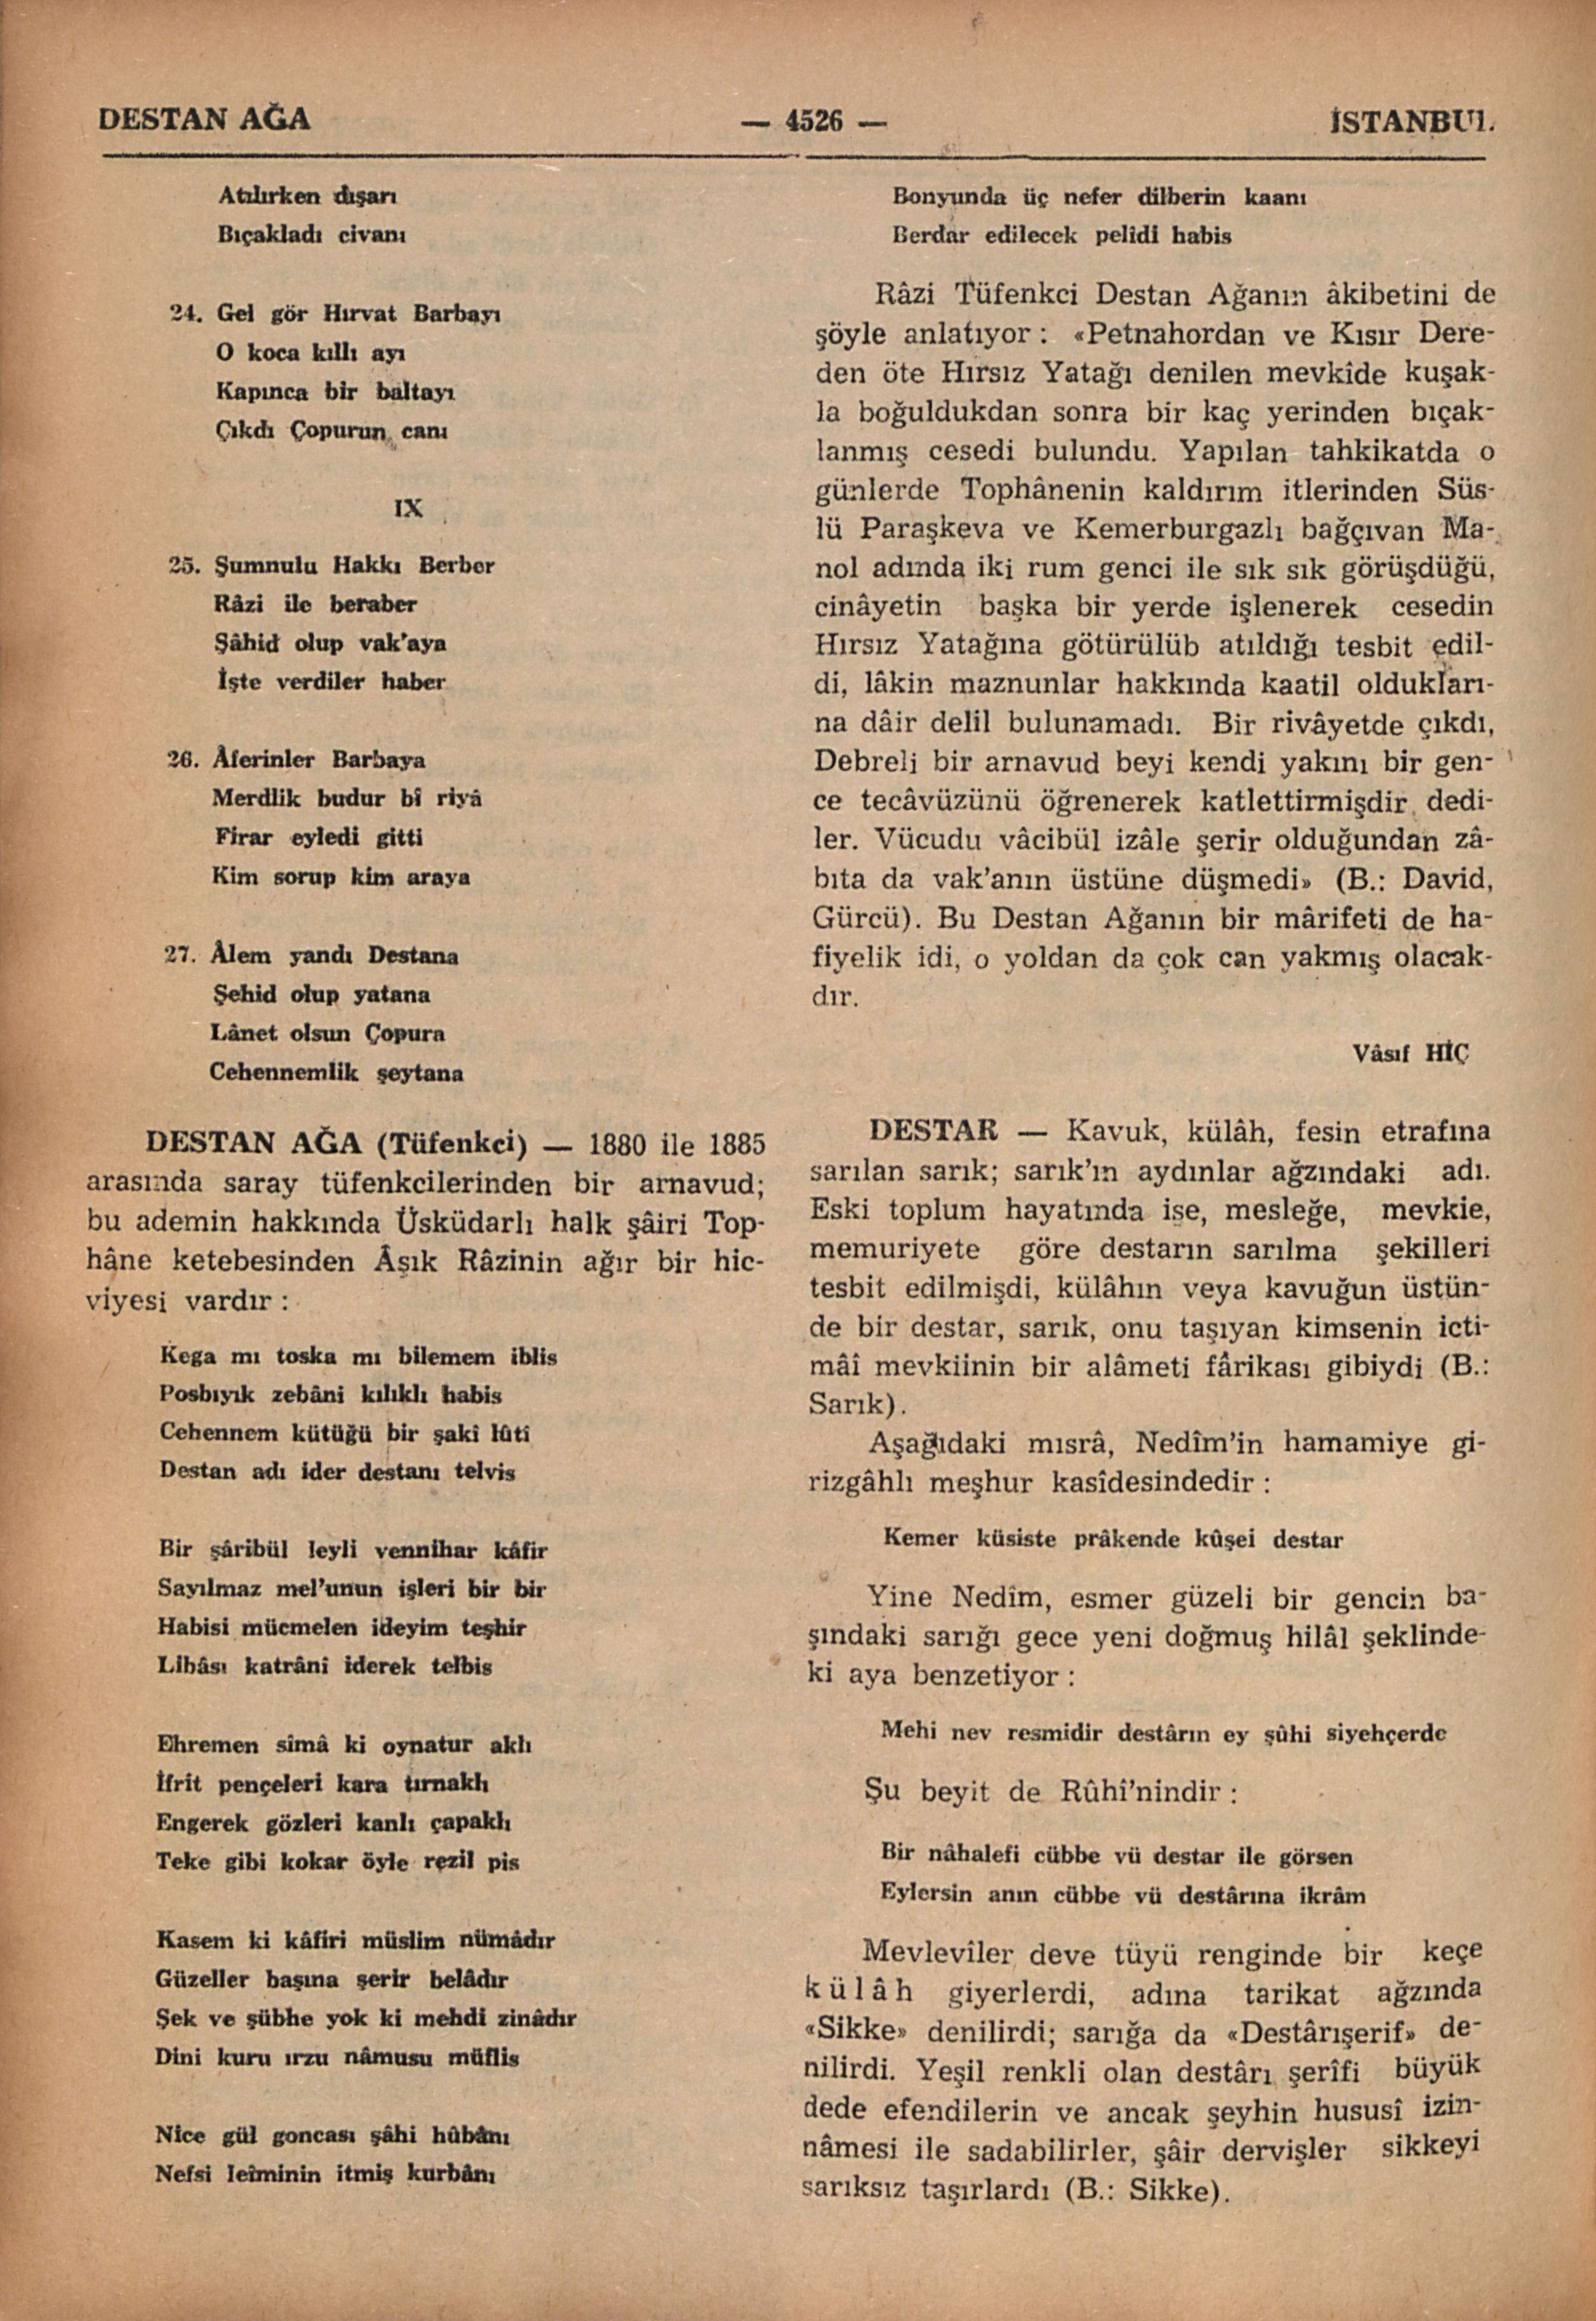 DESTAN AĞA — 4526 — İSTANBUL
Atılırken dışarı
Bıçakladı civanı
24. Gel gör Hırvat Barbayı
O koca kıllı ayı
Kapınca bir baltayı
Çıkdı Çopurun canı
IX
25. Şumnulu Hakkı Berber
Râzi ile beraber
Şâhid olup vak'aya
İşte verdiler haber
26. Âferinler Barbaya
Merdlik budur bî riyâ
Firar eyledi gitti
Kim sorup kim araya
27. Âlem yandı Destana
Şehid olup yatana
Lânet olsun Çopura
Cehennemlik şeytana
DESTAN AĞA (Tüfenkci) — 1880 ile 1885
arasında saray tüfenkcilerinden bir arnavud;
bu ademin hakkında Üsküdarlı halk şâiri Top-
hâne ketebesinden Âşık Râzinin ağır bir hic-
viyesi vardır :
Kega mı toska mı bilemem iblis
Posbıyık zebâni kılıklı habis
Cehennem kütüğü bir şakî lûtî
Destan adı ider destanı telvis
Bir şâribül leyli vennihar kâfir
Sayılmaz mel'unun işleri bir bir
Habisi mücmelen ideyim teşhir
Libâsı katrânî iderek telbis
Ehremen sîmâ ki oynatur aklı
İfrit pençeleri kara tırnaklı
Engerek gözleri kanlı çapaklı
Teke gibi kokar öyle rezil pis
Kasem ki kâfiri müslim nümâdır
Güzeller başına şerir belâdır
Şek ve şübhe yok ki mehdi zinâdır
Dini kuru ırzu nâmusu müflis
Nice gül goncası şâhi hûbânı
Nefsi leîminin itmiş kurbânı
Bonyunda üç nefer dilberin kaanı
Berdâr edilecek pelîdi habis
Râzi Tüfenkci Destan Ağanın âkibetini de
şöyle anlatıyor : «Petnahordan ve Kısır Dere-
den öte Hırsız Yatağı denilen mevkîde kuşak-
la boğuldukdan sonra bir kaç yerinden bıçak-
lanmış cesedi bulundu. Yapılan tahkikatda o
günlerde Tophânenin kaldırım itlerinden Süs-
lü Paraşkeva ve Kemerburgazlı bağçıvan Ma-
nol adında iki rum genci ile sık sık görüşdüğü,
cinâyetin başka bir yerde işlenerek cesedin
Hırsız Yatağına götürülüb atıldığı tesbit edil-
di, lâkin maznunlar hakkında kaatil oldukları-
na dâir delil bulunamadı. Bir rivâyetde çıkdı,
Debreli bir arnavud beyi kendi yakını bir gen-
ce tecâvüzünü öğrenerek katlettirmişdir dedi-
ler. Vücudu vâcibül izâle şerir olduğundan zâ-
bıta da vak'anın üstüne düşmedi» (B.: David,
Gürcü). Bu Destan Ağanın bir mârifeti de ha-
fiyelik idi, o yoldan da çok can yakmış olacak-
dır.
Vâsıf HİÇ
DESTAR — Kavuk, külâh, fesin etrafına
sarılan sarık; sarık'ın aydınlar ağzındaki adı.
Eski toplum hayatında ise, mesleğe, mevkie,
memuriyete göre destarın sarılma şekilleri
tesbit edilmişdi, külâhın veya kavuğun üstün-
de bir destar, sarık, onu taşıyan kimsenin icti-
mâî mevkiinin bir alâmeti fârikası gibiydi (B.:
Sarık).
Aşağıdaki mısrâ, Nedîm'in hamamiye gi-
rizgâhlı meşhur kasîdesindedir :
Kemer küsiste prâkende kûşei destar
Yine Nedîm, esmer güzeli bir gencin ba-
şındaki sarığı gece yeni doğmuş hilâl şeklinde-
ki aya benzetiyor :
Mehi nev resmidir destârın ey şûhi siyehçerde
Şu beyit de Rûhî'nindir :
Bir nâhalefi cübbe vü destar ile görsen
Eylersin anın cübbe vü destârına ikrâm
Mevlevîler deve tüyü renginde bir keçe
külâh giyerlerdi, adına tarikat ağzında
«Sikke» denilirdi; sarığa da «Destârışerif» de-
nilirdi. Yeşil renkli olan destârı şerîfi büyük
dede efendilerin ve ancak şeyhin hususî izin-
nâmesi ile sadabilirler, şâir dervişler sikkeyi
sarıksız taşırlardı (B.: Sikke).